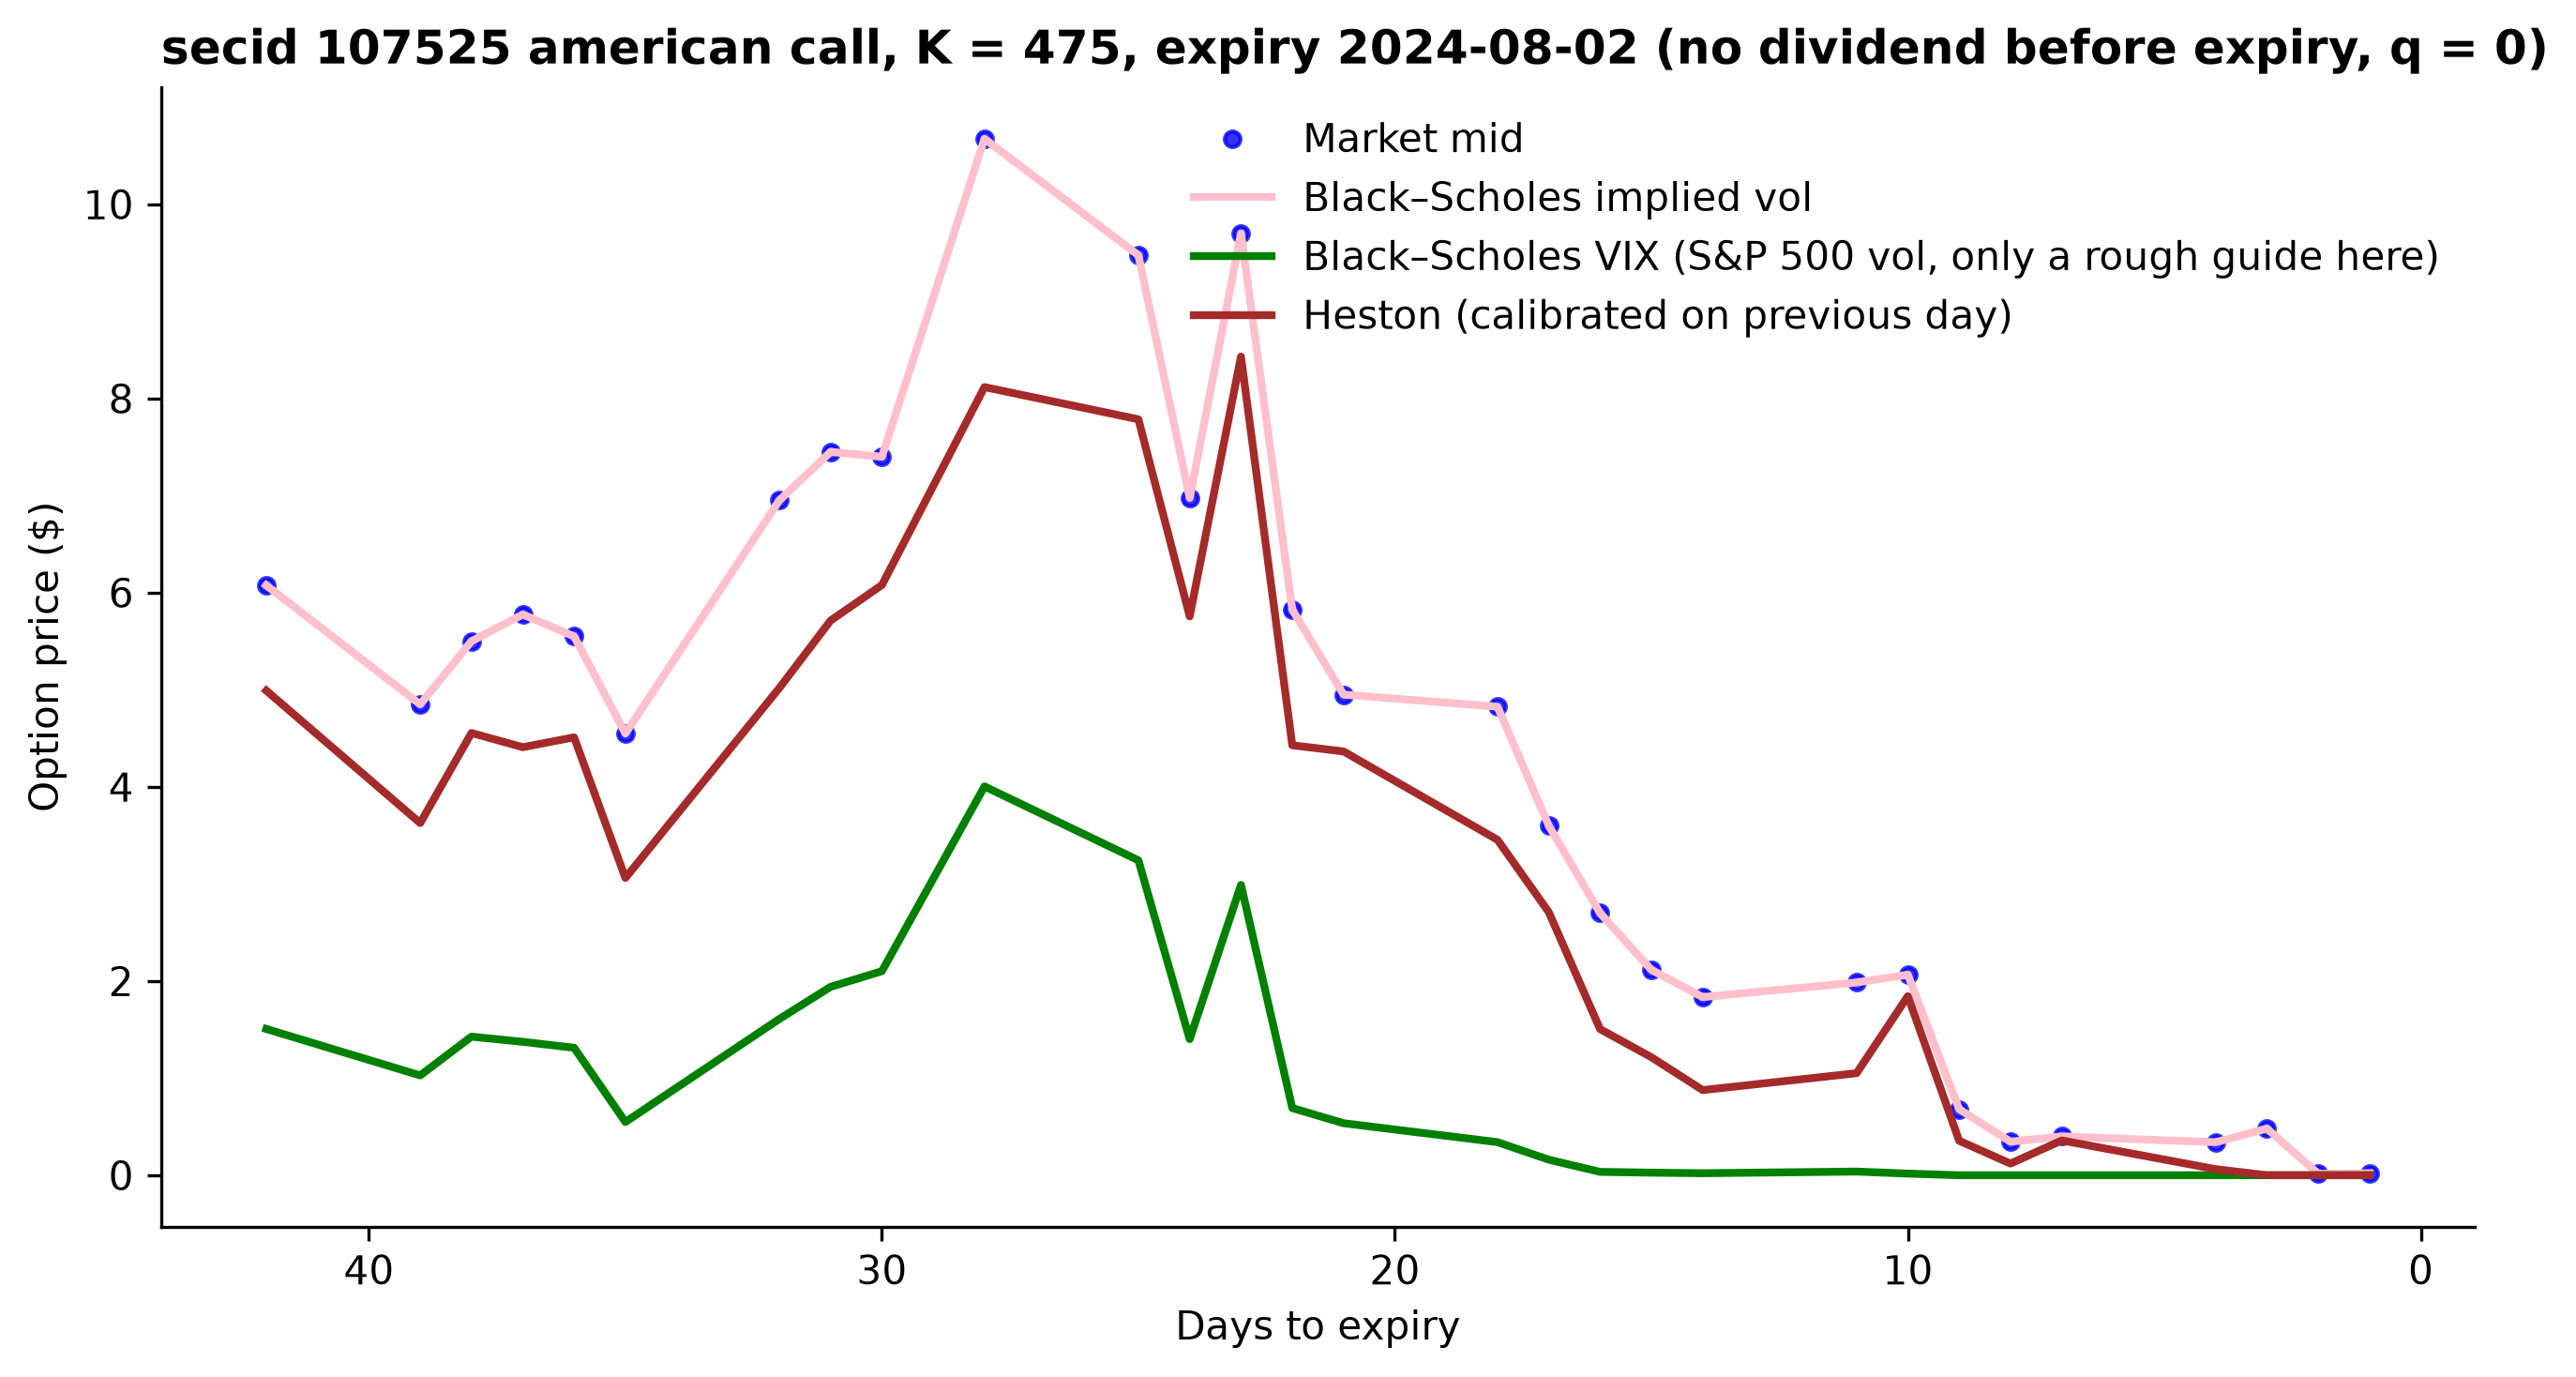 secid 107525 american call, K = 475, expiry 2024-08-02 (no dividend before expiry, q = 0)
Market mid
Black–Scholes implied vol
Black–Scholes VIX (S&P 500 vol, only a rough guide here)
Heston (calibrated on previous day)
Option price ($)
10
8
6
4
2
0
40 30 20 10 0
Days to expiry